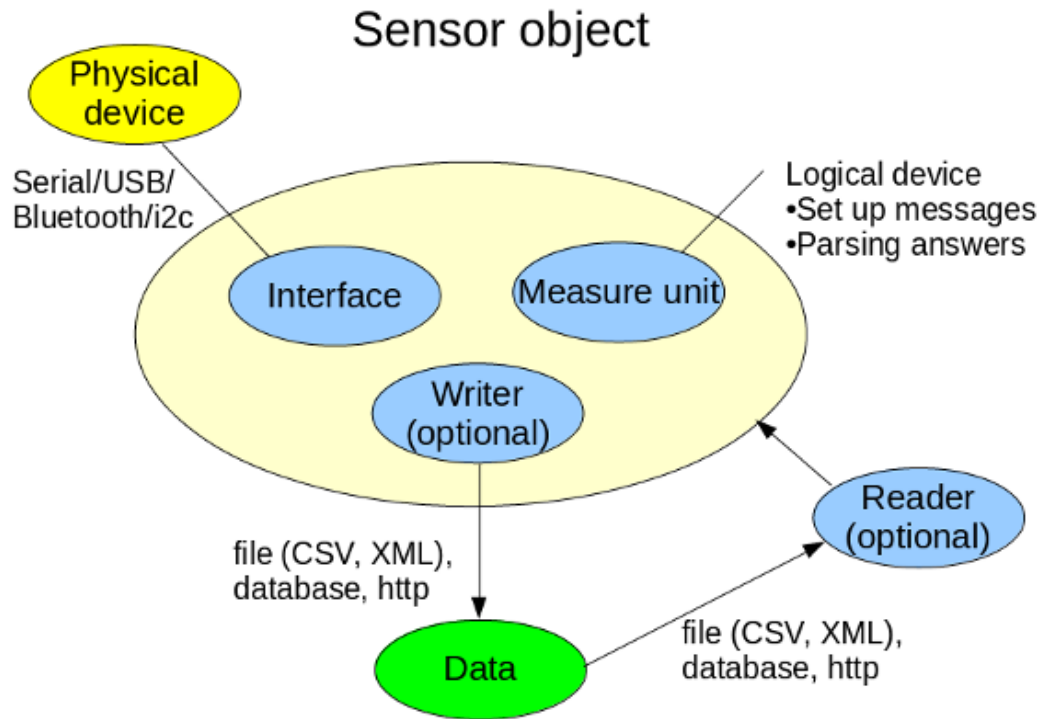 Sensor object
Physical
device
Serial/USB/
Bluetooth/i2c
Logical device
•Set up messages
•Parsing answers
Interface
Measure unit
Writer
(optional)
Reader
(optional)
file (CSV, XML),
database, http
file (CSV, XML),
database, http
Data